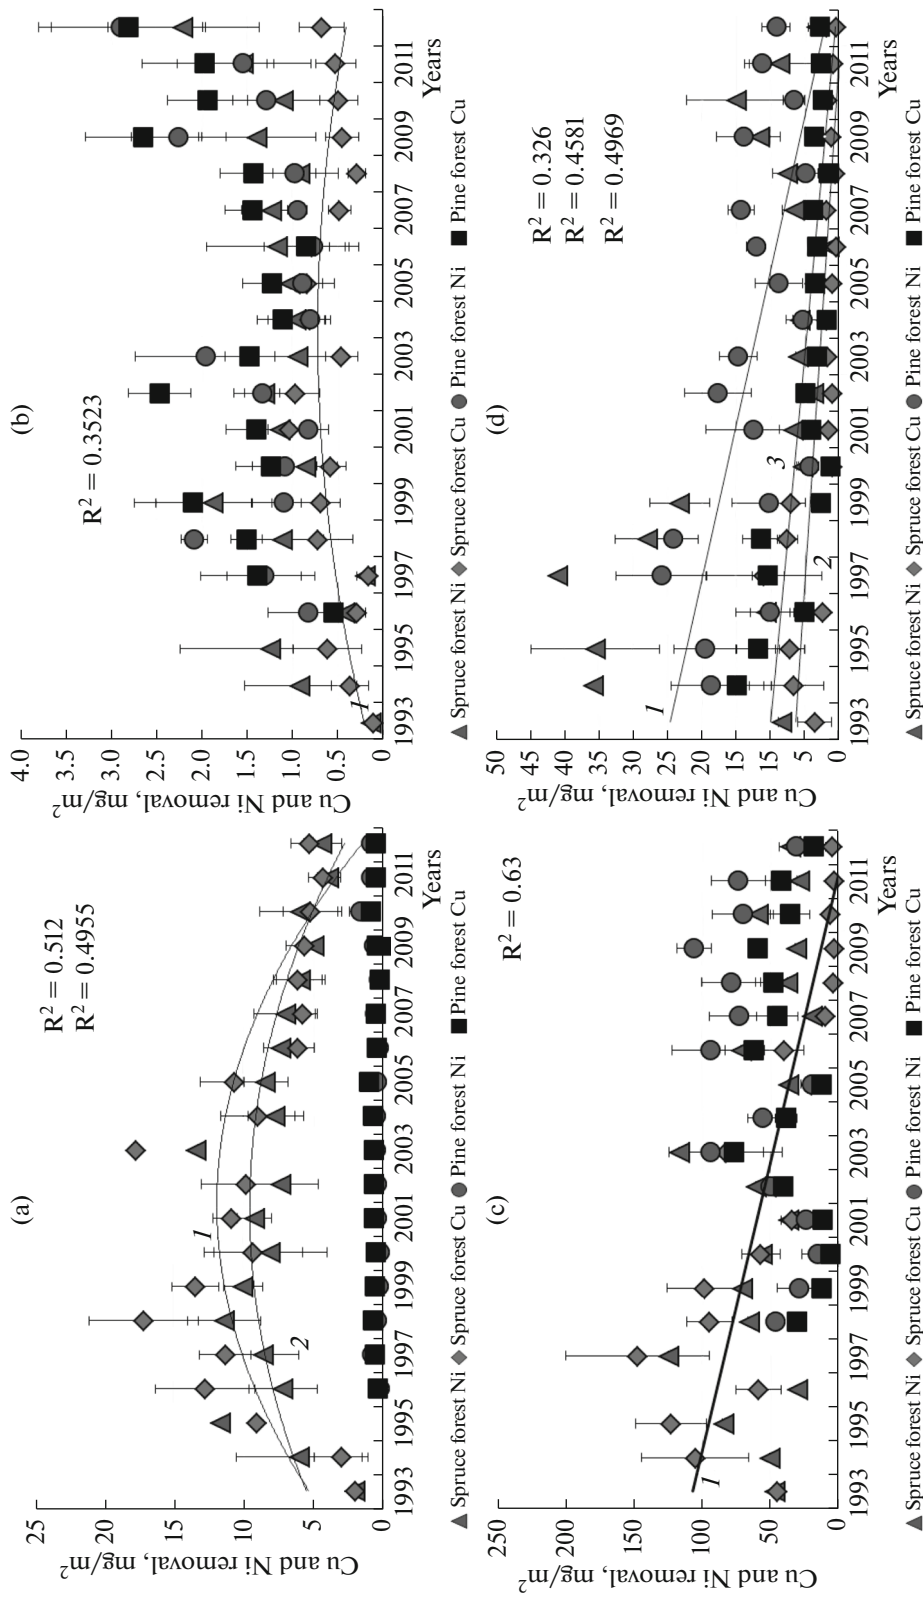 (a)
Cu and Ni removal, mg/m²
25
20
15
10
5
0
R² = 0.512
R² = 0.4955
1
2
1993 1995 1997 1999 2001 2003 2005 2007 2009 2011
Years
Spruce forest Ni Spruce forest Cu Pine forest Ni Pine forest Cu
(b)
Cu and Ni removal, mg/m²
4.0
3.5
3.0
2.5
2.0
1.5
1.0
0.5
0
R² = 0.3523
1
1993 1995 1997 1999 2001 2003 2005 2007 2009 2011
Years
Spruce forest Ni Spruce forest Cu Pine forest Ni Pine forest Cu
(c)
Cu and Ni removal, mg/m²
250
200
150
100
50
0
R² = 0.63
1
1993 1995 1997 1999 2001 2003 2005 2007 2009 2011
Years
Spruce forest Ni Spruce forest Cu Pine forest Ni Pine forest Cu
(d)
Cu and Ni removal, mg/m²
50
45
40
35
30
25
20
15
10
5
0
R² = 0.326
R² = 0.4581
R² = 0.4969
1
3
2
1993 1995 1997 1999 2001 2003 2005 2007 2009 2011
Years
Spruce forest Ni Spruce forest Cu Pine forest Ni Pine forest Cu